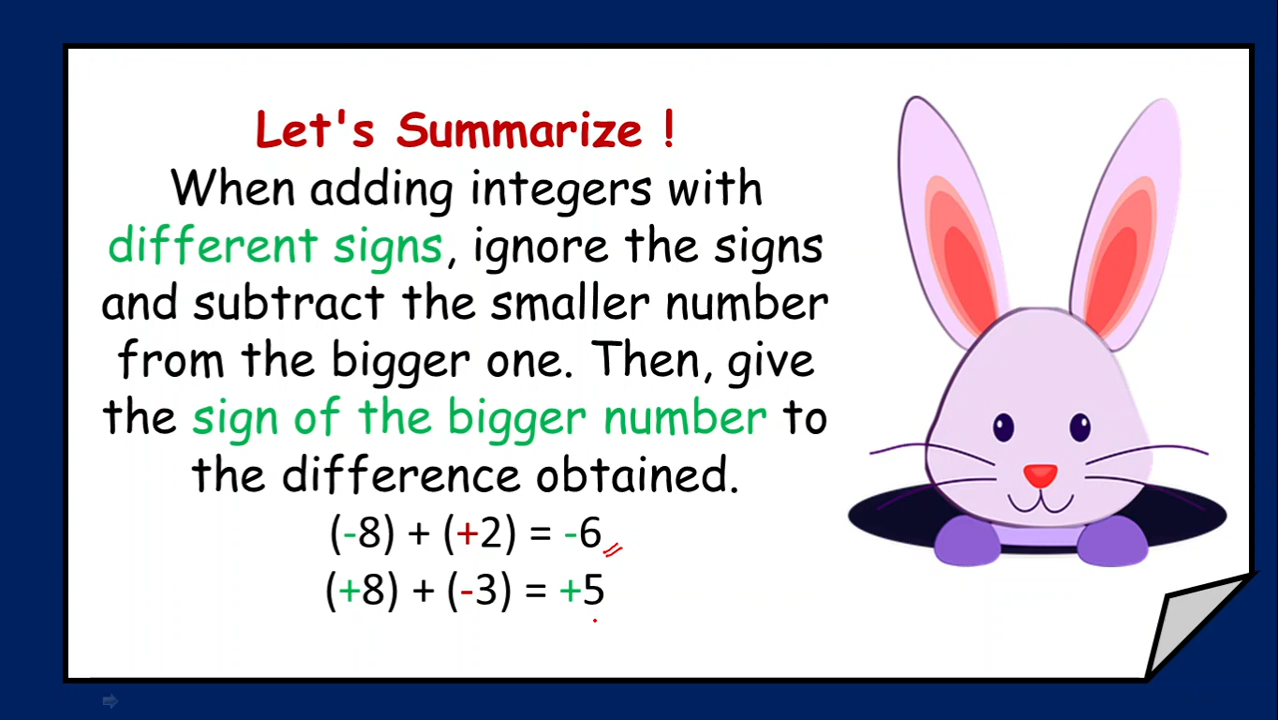 Let's Summarize !
When adding integers with
different signs, ignore the signs
and subtract the smaller number
from the bigger one. Then, give
the sign of the bigger number to
the difference obtained.
(-8) + (+2) = -6
(+8) + (-3) = +5